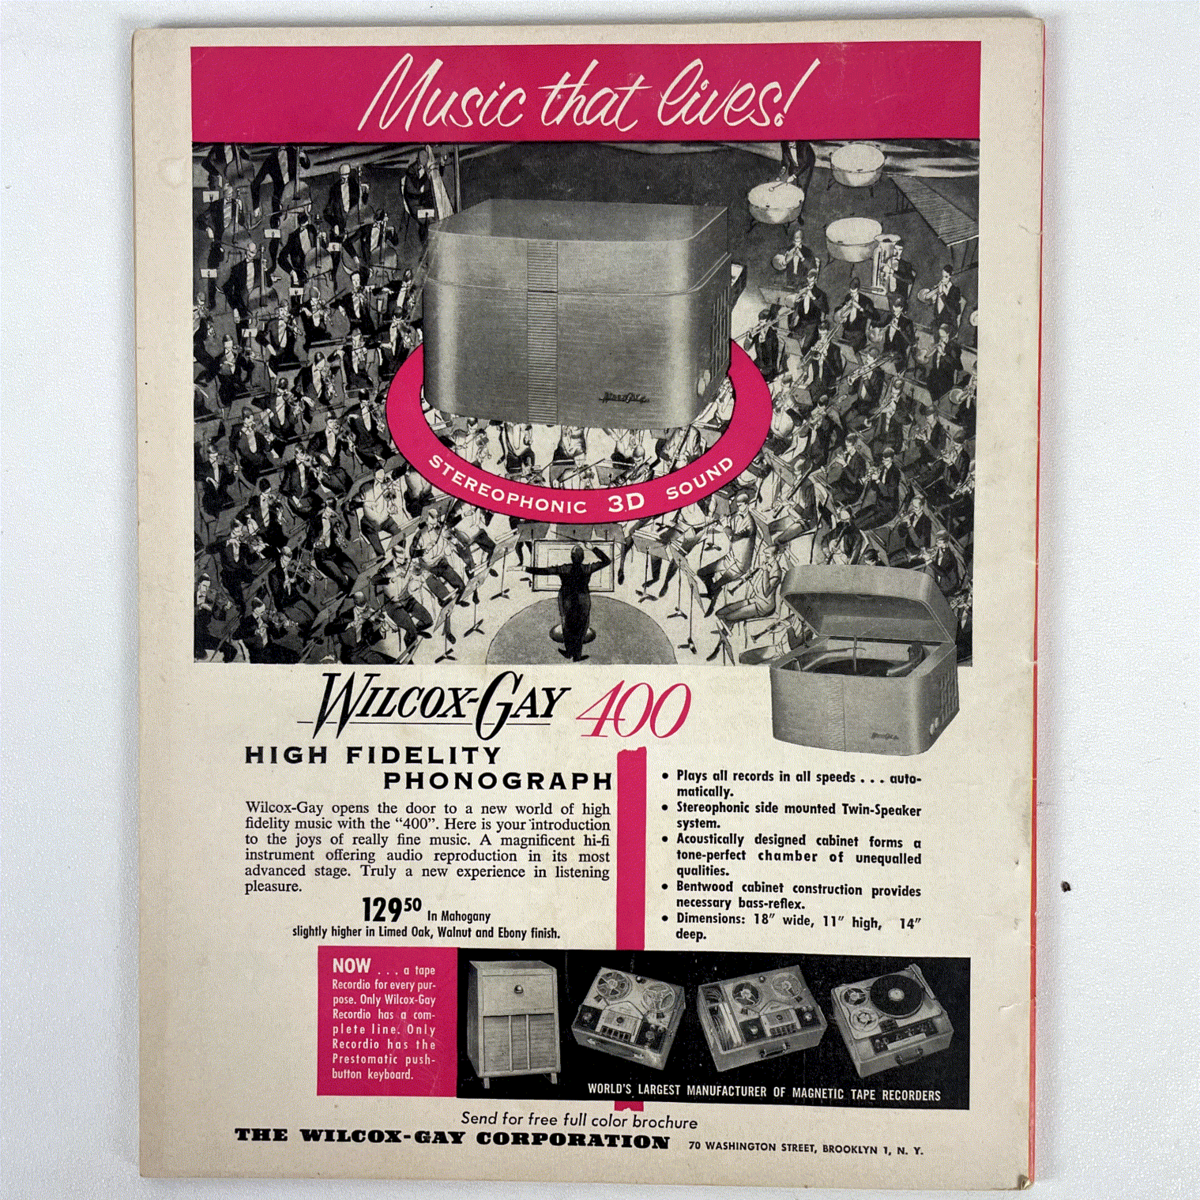 Music that lives!
STEREOPHONIC 3D SOUND
WILCOX-GAY 400
HIGH FIDELITY
PHONOGRAPH
Wilcox-Gay opens the door to a new world of high
fidelity music with the “400”. Here is your introduction
to the joys of really fine music. A magnificent hi-fi
instrument offering audio reproduction in its most
advanced stage. Truly a new experience in listening
pleasure.
129⁵⁰ In Mahogany
slightly higher in Limed Oak, Walnut and Ebony finish.
• Plays all records in all speeds . . . auto-
matically.
• Stereophonic side mounted Twin-Speaker
system.
• Acoustically designed cabinet forms a
tone-perfect chamber of unequalled
qualities.
• Bentwood cabinet construction provides
necessary bass-reflex.
• Dimensions: 18″ wide, 11″ high, 14″
deep.
NOW . . . a tape
Recordio for every pur-
pose. Only Wilcox-Gay
Recordio has a com-
plete line. Only
Recordio has the
Prestomatic push-
button keyboard.
WORLD'S LARGEST MANUFACTURER OF MAGNETIC TAPE RECORDERS
Send for free full color brochure
THE WILCOX-GAY CORPORATION 70 WASHINGTON STREET, BROOKLYN 1, N. Y.